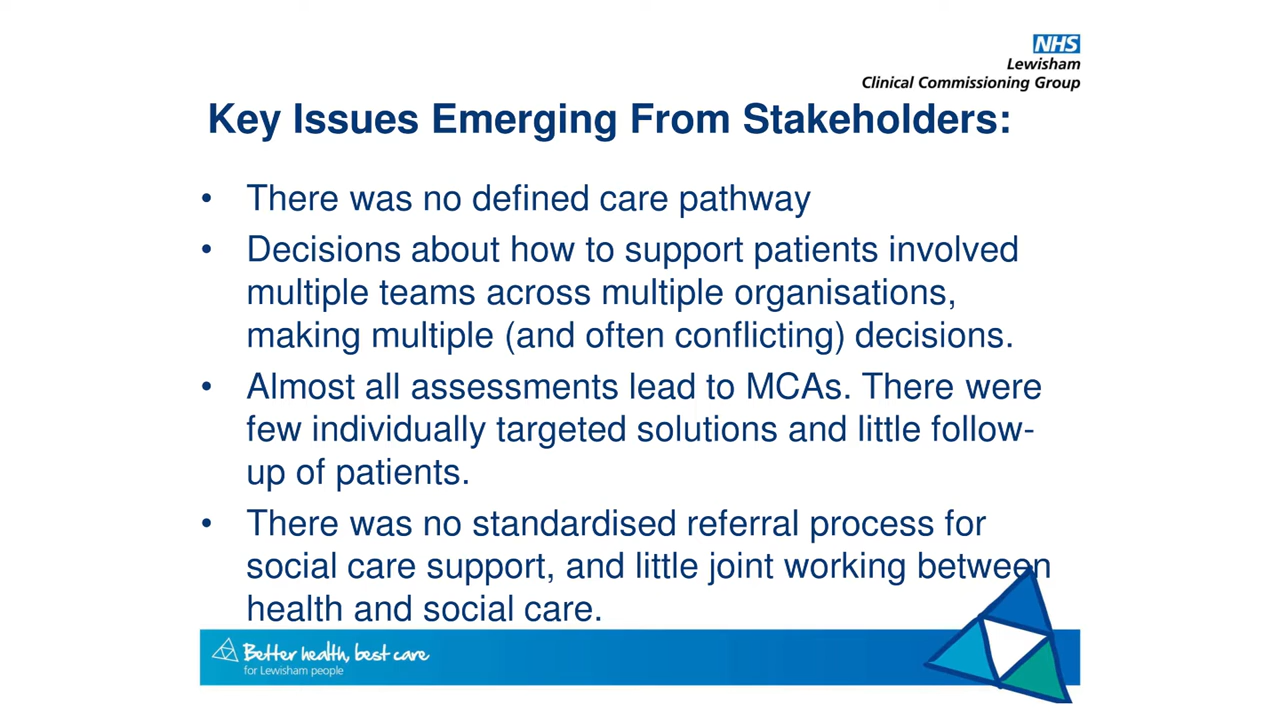 NHS
Lewisham
Clinical Commissioning Group
Key Issues Emerging From Stakeholders:
• There was no defined care pathway
• Decisions about how to support patients involved
multiple teams across multiple organisations,
making multiple (and often conflicting) decisions.
• Almost all assessments lead to MCAs. There were
few individually targeted solutions and little follow-
up of patients.
• There was no standardised referral process for
social care support, and little joint working between
health and social care.
Better health, best care
for Lewisham people